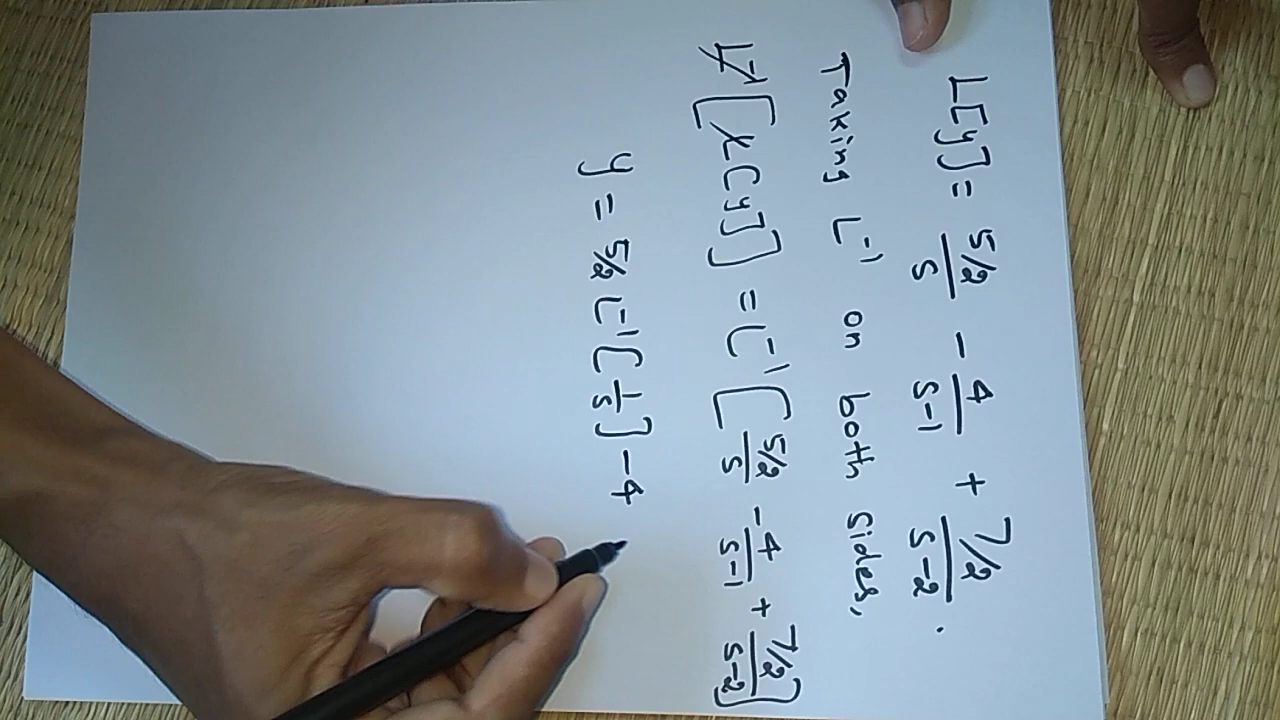 L[y] = 5/2/s - 4/s-1 + 7/2/s-2 .
Taking L⁻¹ on both sides,
L⁻¹[L[y]] = L⁻¹[5/2/s - 4/s-1 + 7/2/s-2]
y = 5/2 L⁻¹[1/s] - 4